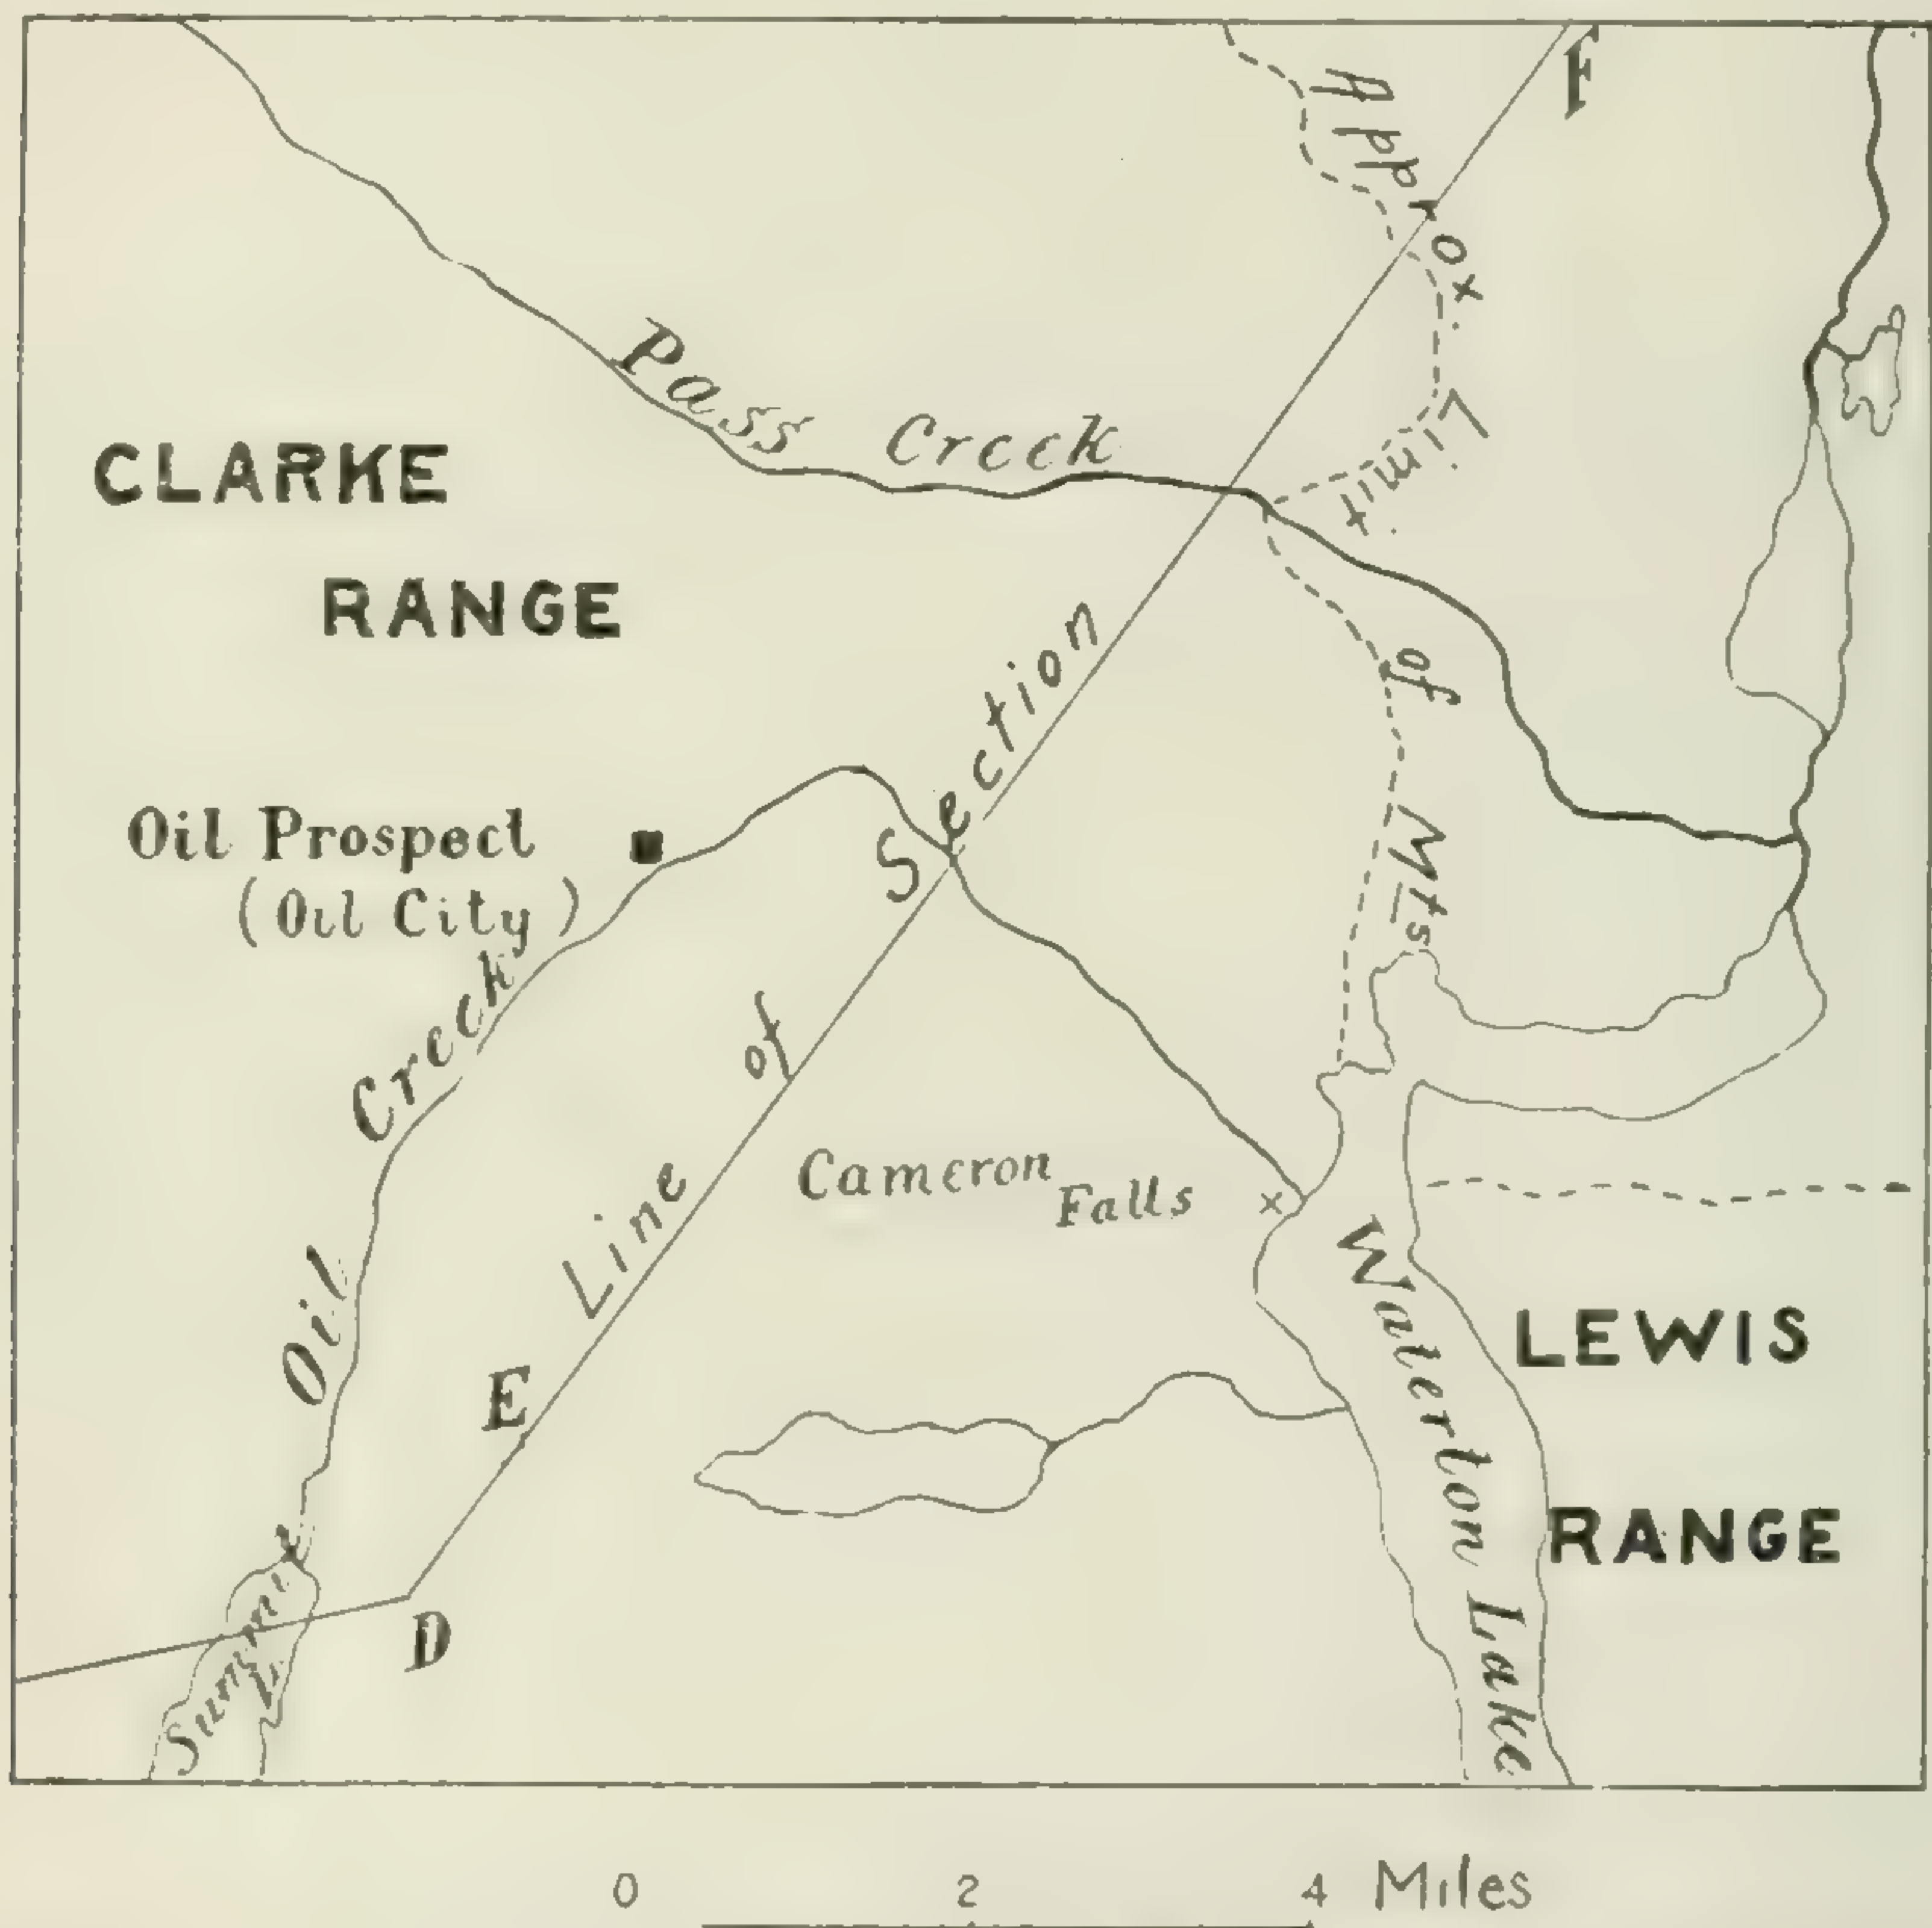 F
Approx. Limit of Mts
Pass Creek
CLARKE
RANGE
Line of Section
Oil Prospect
(Oil City)
Oil Creek
Cameron
Falls
x
Waterton Lake
LEWIS
RANGE
E
D
Summit L
0 2 4 Miles